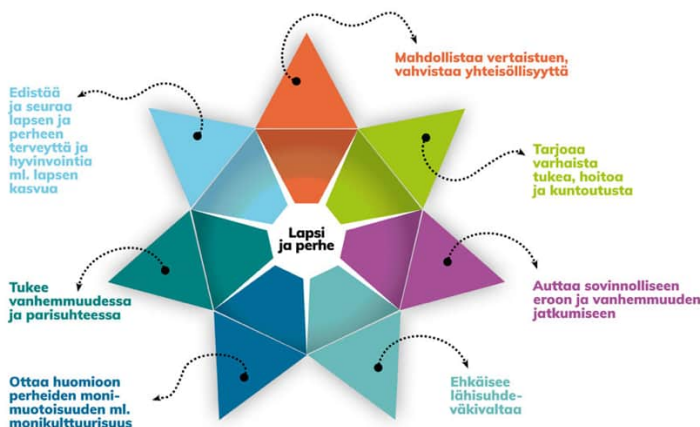 Mahdollistaa vertaistuen,
vahvistaa yhteisöllisyyttä
Edistää
ja seuraa
lapsen ja
perheen
terveyttä ja
hyvinvointia
ml. lapsen
kasvua
Tarjoaa
varhaista
tukea, hoitoa
ja kuntoutusta
Lapsi
ja perhe
Tukee
vanhemmuudessa
ja parisuhteessa
Auttaa sovinnolliseen
eroon ja vanhemmuuden
jatkumiseen
Ottaa huomioon
perheiden moni-
muotoisuuden ml.
monikulttuurisuus
Ehkäisee
lähisuhde-
väkivaltaa